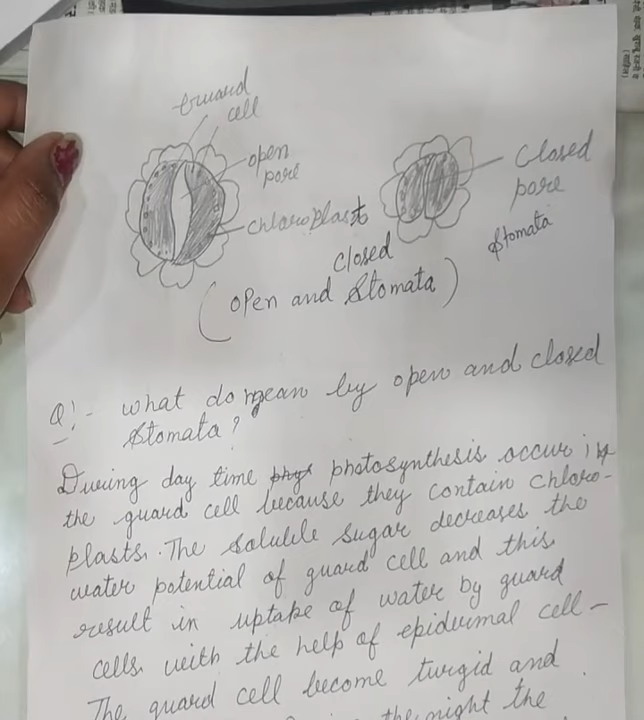 Guard
cell
open
pore
chloroplast
closed
pore
Stomata
closed
(open and Stomata)
Q:- what do mean by open and closed
Stomata?
During day time photosynthesis occur in
the guard cell because they contain chloro-
plasts. The soluble sugar decreases the
water potential of guard cell and this
result in uptake of water by guard
cells with the help of epidermal cell-
The guard cell become turgid and
the night the